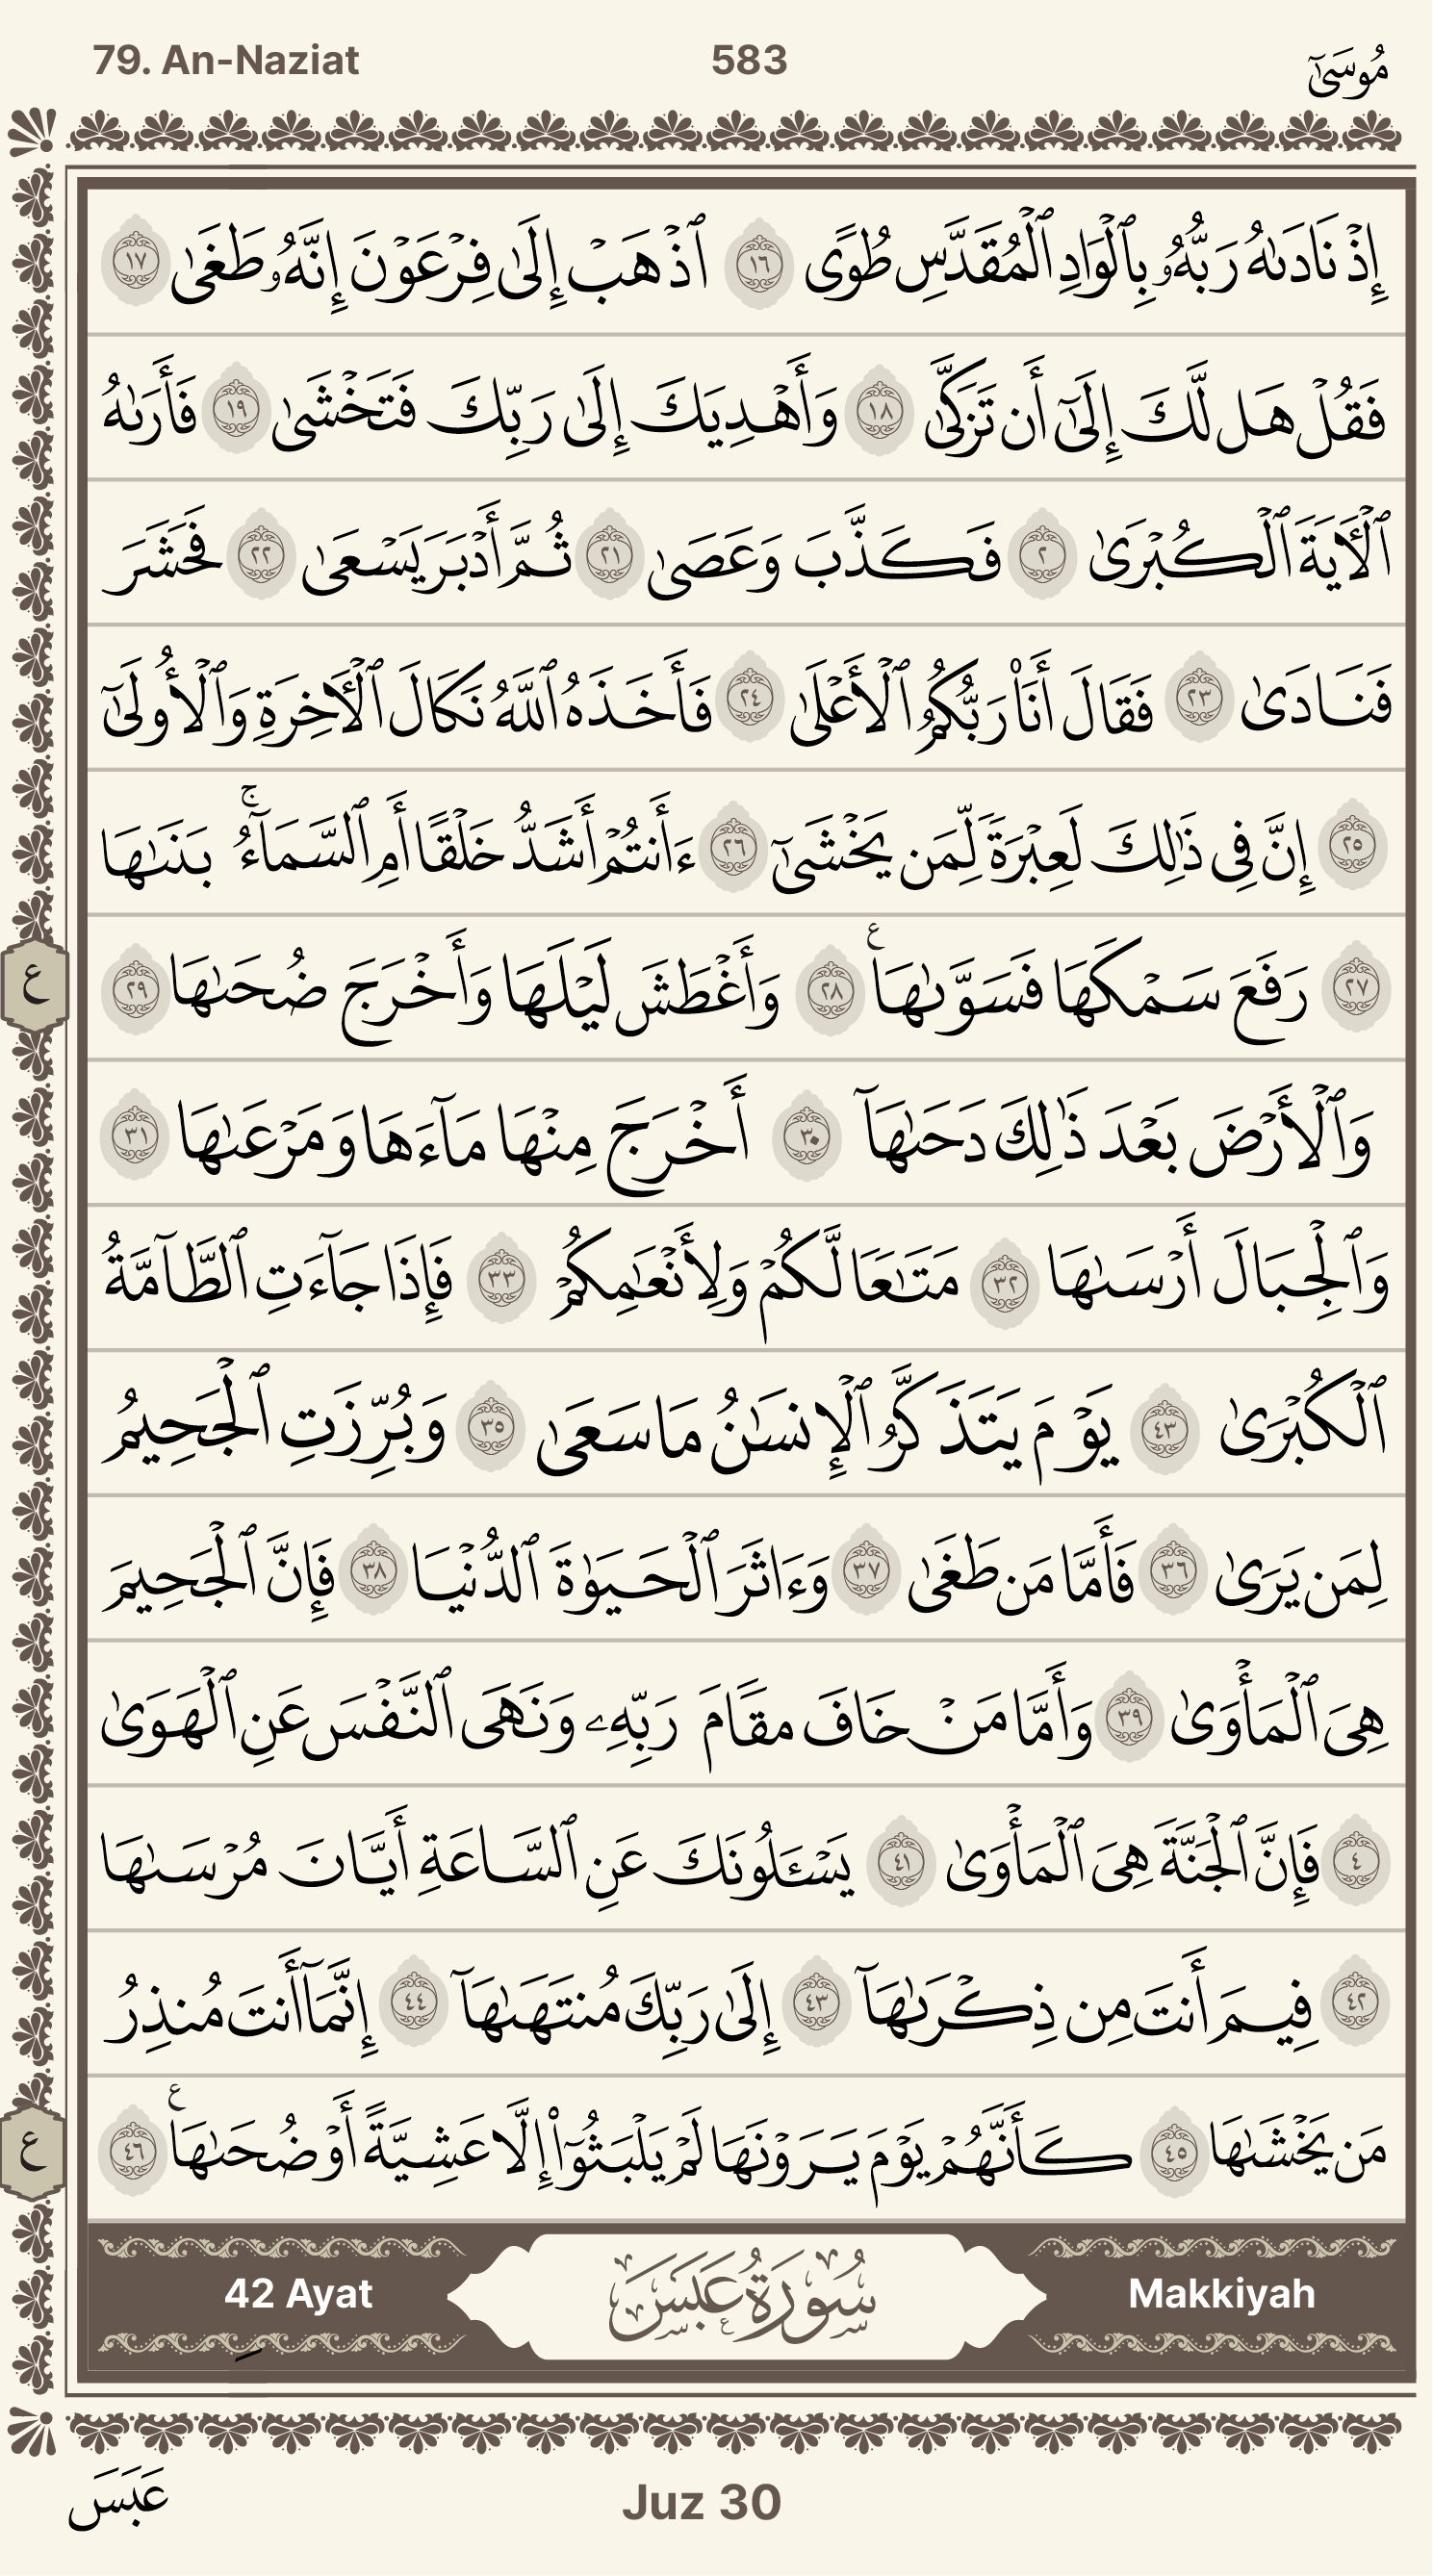 79. An-Naziat 583 مُوسَىٰٓ
إِذْ نَادَىٰهُ رَبُّهُۥ بِٱلْوَادِ ٱلْمُقَدَّسِ طُوًى ١٦ ٱذْهَبْ إِلَىٰ فِرْعَوْنَ إِنَّهُۥ طَغَىٰ ١٧
فَقُلْ هَل لَّكَ إِلَىٰٓ أَن تَزَكَّىٰ ١٨ وَأَهْدِيَكَ إِلَىٰ رَبِّكَ فَتَخْشَىٰ ١٩ فَأَرَىٰهُ
ٱلْـَٔايَةَ ٱلْكُبْرَىٰ ٢ فَكَذَّبَ وَعَصَىٰ ٢١ ثُمَّ أَدْبَرَ يَسْعَىٰ ٢٢ فَحَشَرَ
فَنَادَىٰ ٢٣ فَقَالَ أَنَا۠ رَبُّكُمُ ٱلْأَعْلَىٰ ٢٤ فَأَخَذَهُ ٱللَّهُ نَكَالَ ٱلْـَٔاخِرَةِ وَٱلْأُولَىٰٓ
٢٥ إِنَّ فِى ذَٰلِكَ لَعِبْرَةً لِّمَن يَخْشَىٰٓ ٢٦ ءَأَنتُمْ أَشَدُّ خَلْقًا أَمِ ٱلسَّمَآءُ ۚ بَنَىٰهَا
٢٧ رَفَعَ سَمْكَهَا فَسَوَّىٰهَا ٢٨ وَأَغْطَشَ لَيْلَهَا وَأَخْرَجَ ضُحَىٰهَا ٢٩
ع
وَٱلْأَرْضَ بَعْدَ ذَٰلِكَ دَحَىٰهَآ ٣٠ أَخْرَجَ مِنْهَا مَآءَهَا وَمَرْعَىٰهَا ٣١
وَٱلْجِبَالَ أَرْسَىٰهَا ٣٢ مَتَـٰعًا لَّكُمْ وَلِأَنْعَـٰمِكُمْ ٣٣ فَإِذَا جَآءَتِ ٱلطَّآمَّةُ
ٱلْكُبْرَىٰ ٤٣ يَوْمَ يَتَذَكَّرُ ٱلْإِنسَـٰنُ مَا سَعَىٰ ٣٥ وَبُرِّزَتِ ٱلْجَحِيمُ
لِمَن يَرَىٰ ٣٦ فَأَمَّا مَن طَغَىٰ ٣٧ وَءَاثَرَ ٱلْحَيَوٰةَ ٱلدُّنْيَا ٣٨ فَإِنَّ ٱلْجَحِيمَ
هِىَ ٱلْمَأْوَىٰ ٣٩ وَأَمَّا مَنْ خَافَ مَقَامَ رَبِّهِۦ وَنَهَى ٱلنَّفْسَ عَنِ ٱلْهَوَىٰ
٤ فَإِنَّ ٱلْجَنَّةَ هِىَ ٱلْمَأْوَىٰ ٤١ يَسْـَٔلُونَكَ عَنِ ٱلسَّاعَةِ أَيَّانَ مُرْسَىٰهَا
٤٢ فِيمَ أَنتَ مِن ذِكْرَىٰهَآ ٤٣ إِلَىٰ رَبِّكَ مُنتَهَىٰهَآ ٤٤ إِنَّمَآ أَنتَ مُنذِرُ
مَن يَخْشَىٰهَا ٤٥ كَأَنَّهُمْ يَوْمَ يَرَوْنَهَا لَمْ يَلْبَثُوٓا۟ إِلَّا عَشِيَّةً أَوْ ضُحَىٰهَا ٤٦
ع
42 Ayat سُورَةُ عَبَسَ Makkiyah
عَبَسَ Juz 30